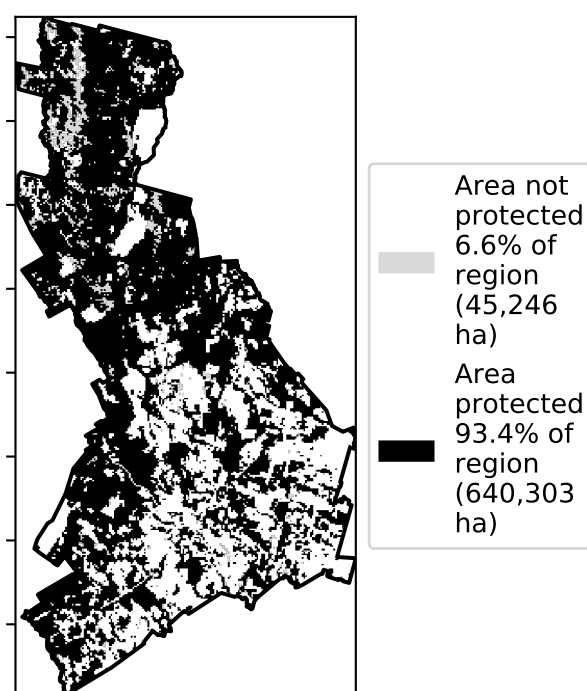 Area not
protected
6.6% of
region
(45,246
ha)
Area
protected
93.4% of
region
(640,303
ha)